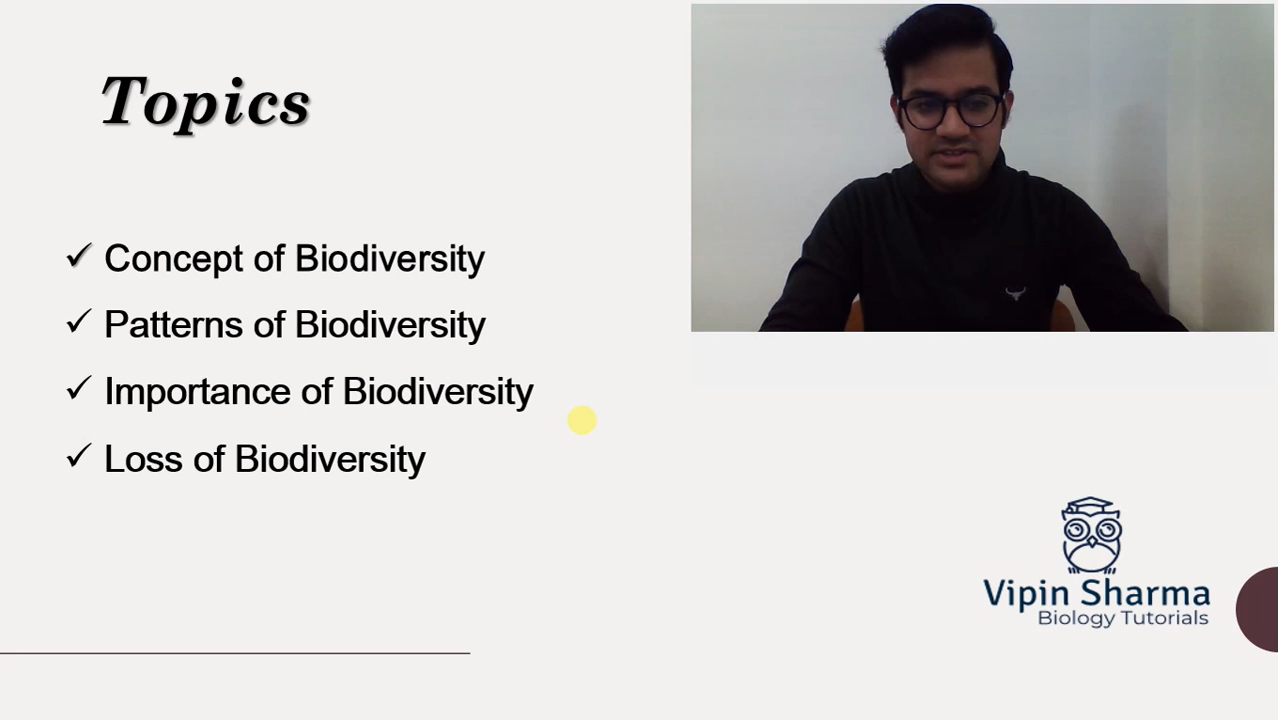 Topics
Concept of Biodiversity
Patterns of Biodiversity
Importance of Biodiversity
Loss of Biodiversity
Vipin Sharma
Biology Tutorials